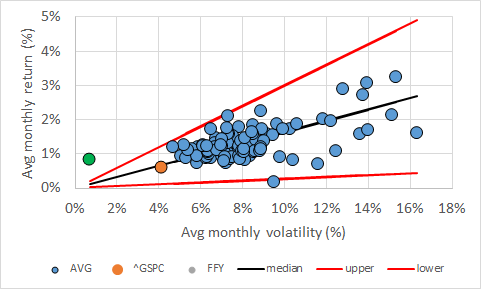 5%
4%
3%
2%
1%
0%
Avg monthly return (%)
0% 2% 4% 6% 8% 10% 12% 14% 16% 18%
Avg monthly volatility (%)
AVG ^GSPC FFY median upper lower